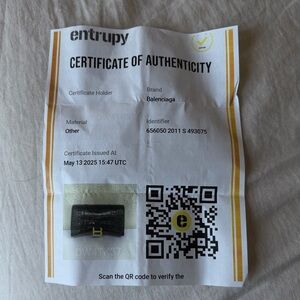 entrupy
CERTIFICATE OF AUTHENTICITY
Certificate Holder
Brand
Balenciaga
Material
Other
Identifier
656050 2011 S 493075
Certificate Issued At
May 13 2025 15:47 UTC
e
Scan the QR code to verify the